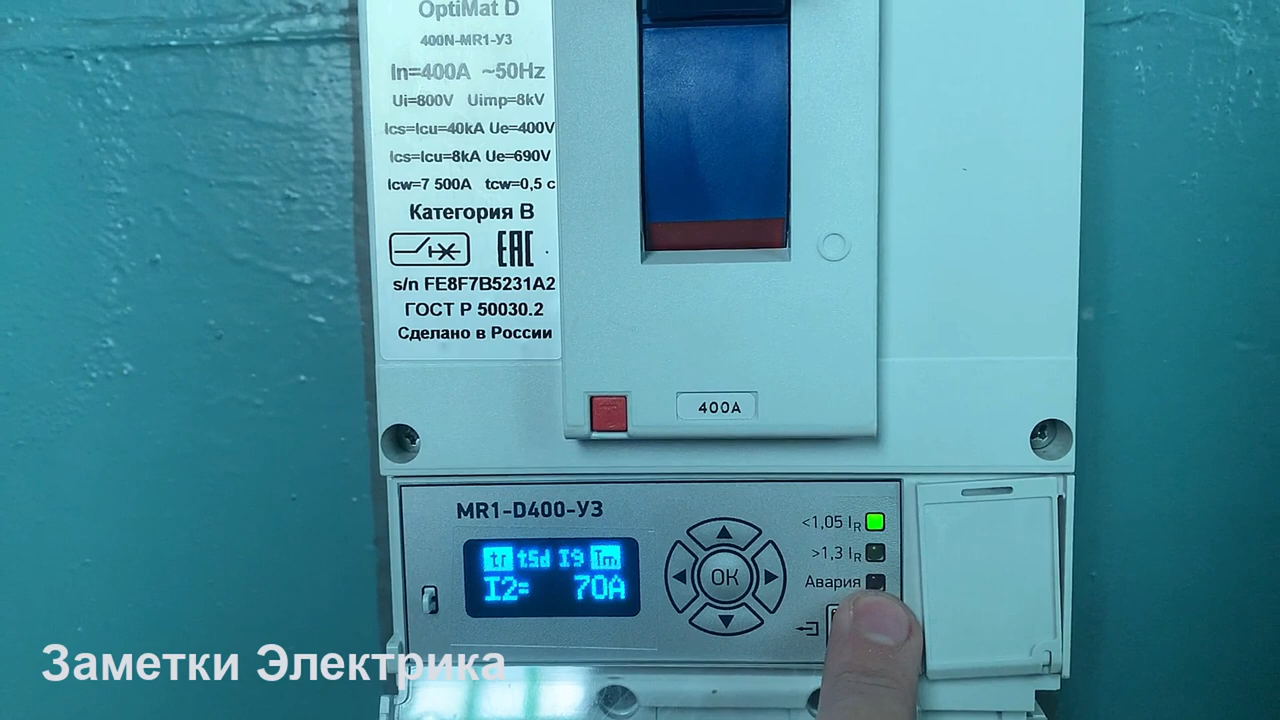 OptiMat D
400N-MR1-У3
In=400A ~50Hz
Ui=800V Uimp=8kV
Ics=Icu=40kA Ue=400V
Ics=Icu=8kA Ue=690V
Icw=7 500A tcw=0,5 c
Категория В
EAC
s/n FE8F7B5231A2
ГОСТ Р 50030.2
Сделано в России
400A
MR1-D400-У3
tr tsd Ig Im
I2= 70A
OK
<1,05 IR
>1,3 IR
Авария
Заметки Электрика